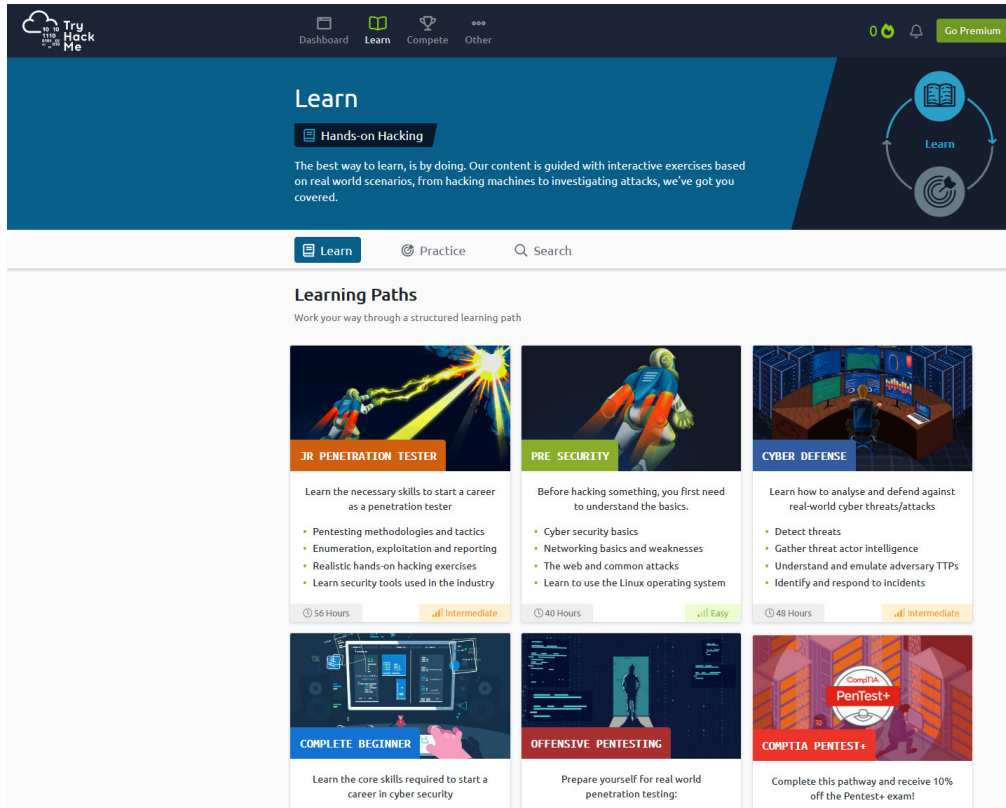 Try
Hack
Me
10 10
1110
0101 01
01 010
Dashboard
Learn
Compete
Other
0
Go Premium
Learn
Hands-on Hacking
The best way to learn, is by doing. Our content is guided with interactive exercises based
on real world scenarios, from hacking machines to investigating attacks, we've got you
covered.
Learn
Learn
Practice
Search
Learning Paths
Work your way through a structured learning path
JR PENETRATION TESTER
Learn the necessary skills to start a career
as a penetration tester
• Pentesting methodologies and tactics
• Enumeration, exploitation and reporting
• Realistic hands-on hacking exercises
• Learn security tools used in the industry
56 Hours
Intermediate
PRE SECURITY
Before hacking something, you first need
to understand the basics.
• Cyber security basics
• Networking basics and weaknesses
• The web and common attacks
• Learn to use the Linux operating system
40 Hours
Easy
CYBER DEFENSE
Learn how to analyse and defend against
real-world cyber threats/attacks
• Detect threats
• Gather threat actor intelligence
• Understand and emulate adversary TTPs
• Identify and respond to incidents
48 Hours
Intermediate
COMPLETE BEGINNER
Learn the core skills required to start a
career in cyber security
OFFENSIVE PENTESTING
Prepare yourself for real world
penetration testing:
CompTIA
PenTest+
COMPTIA PENTEST+
Complete this pathway and receive 10%
off the Pentest+ exam!